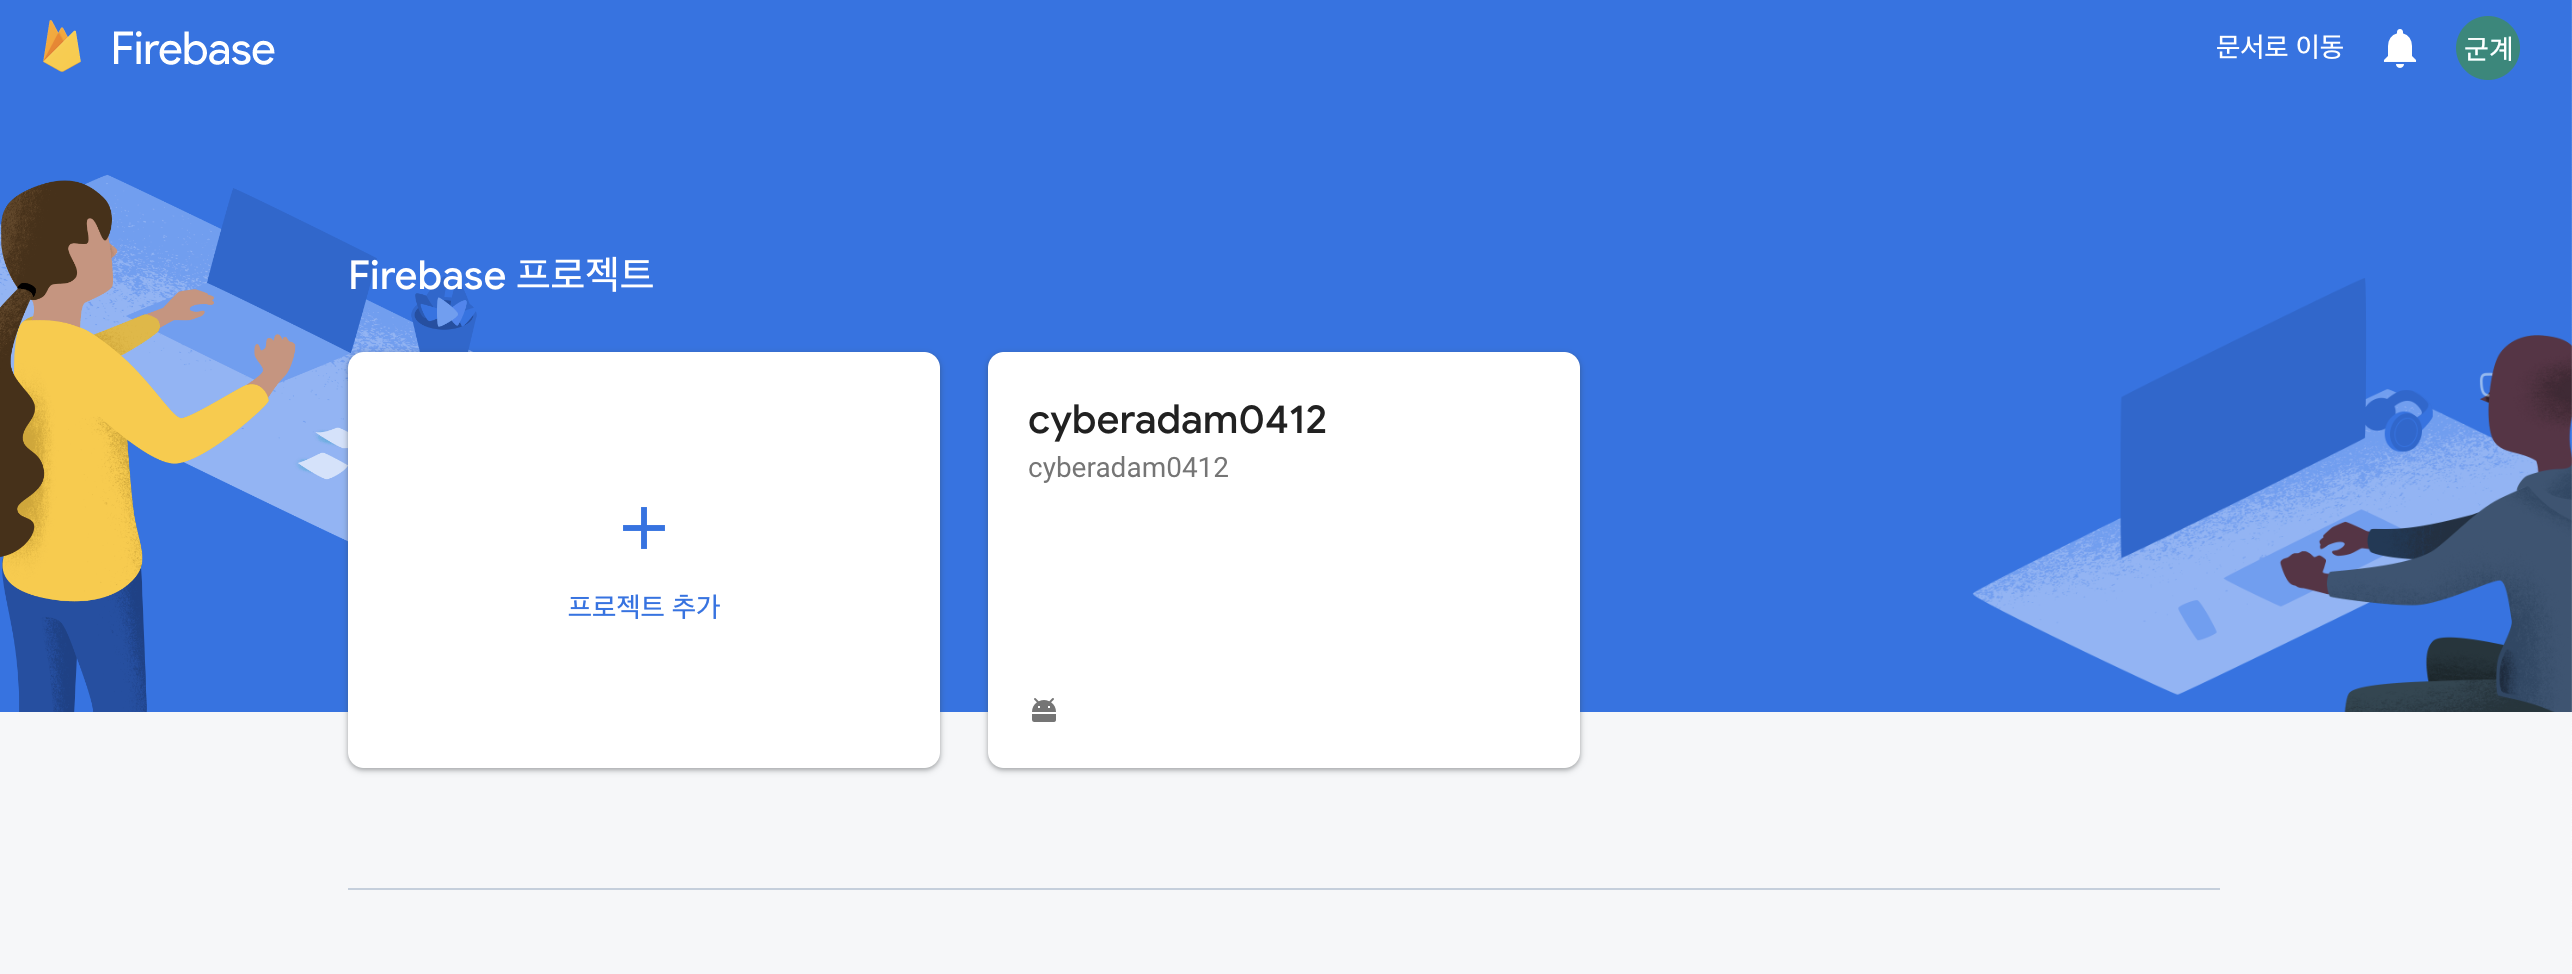 Firebase
문서로 이동
군계
Firebase 프로젝트
프로젝트 추가
cyberadam0412
cyberadam0412